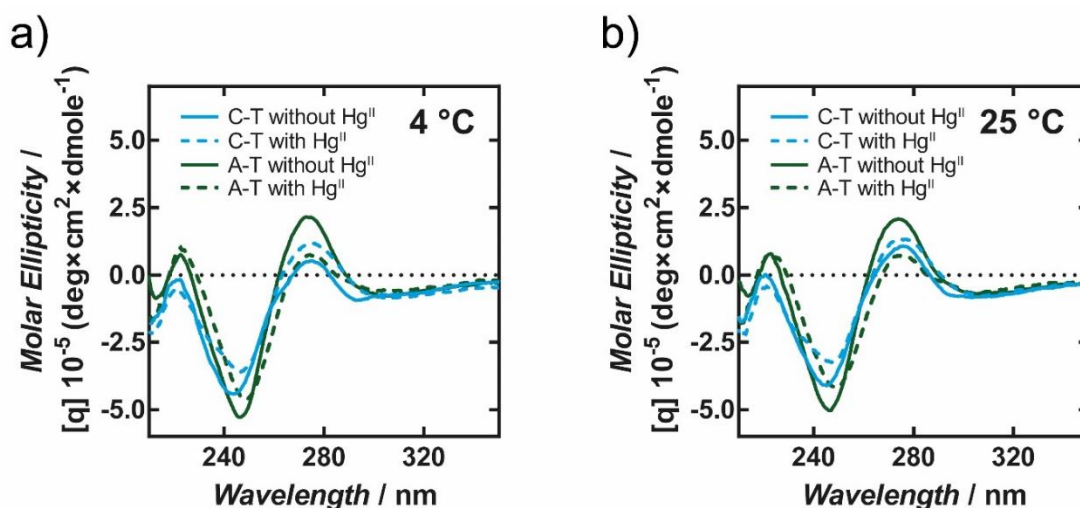 a)
Molar Ellipticity /
[q] 10⁻⁵ (deg×cm²×dmole⁻¹)
5.0
2.5
0.0
-2.5
-5.0
C-T without Hgᴵᴵ
C-T with Hgᴵᴵ
A-T without Hgᴵᴵ
A-T with Hgᴵᴵ
4 °C
240
280
320
Wavelength / nm
b)
Molar Ellipticity /
[q] 10⁻⁵ (deg×cm²×dmole⁻¹)
5.0
2.5
0.0
-2.5
-5.0
C-T without Hgᴵᴵ
C-T with Hgᴵᴵ
A-T without Hgᴵᴵ
A-T with Hgᴵᴵ
25 °C
240
280
320
Wavelength / nm